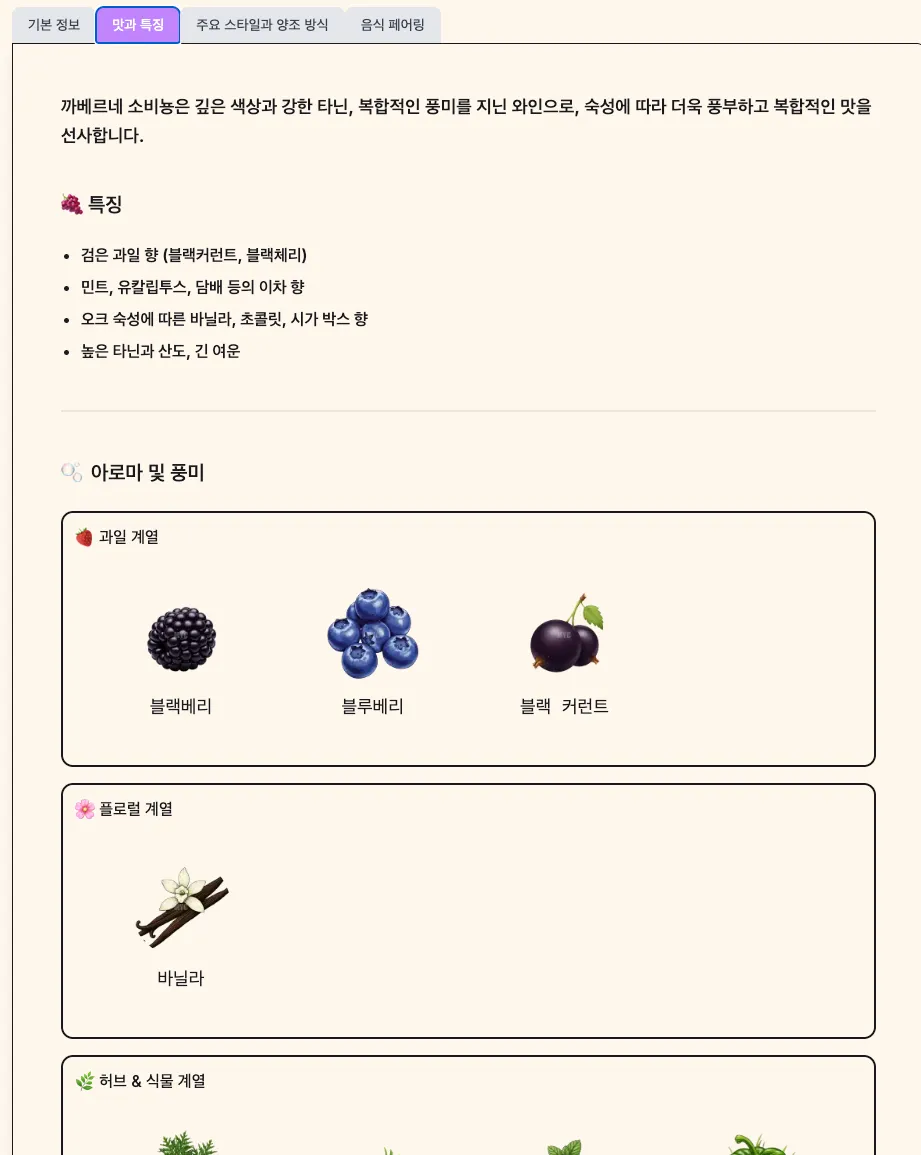 기본 정보
맛과 특징
주요 스타일과 양조 방식
음식 페어링
까베르네 소비뇽은 깊은 색상과 강한 타닌, 복합적인 풍미를 지닌 와인으로, 숙성에 따라 더욱 풍부하고 복합적인 맛을
선사합니다.
특징
• 검은 과일 향 (블랙커런트, 블랙체리)
• 민트, 유칼립투스, 담배 등의 이차 향
• 오크 숙성에 따른 바닐라, 초콜릿, 시가 박스 향
• 높은 타닌과 산도, 긴 여운
아로마 및 풍미
과일 계열
블랙베리
블루베리
블랙 커런트
플로럴 계열
바닐라
허브 & 식물 계열